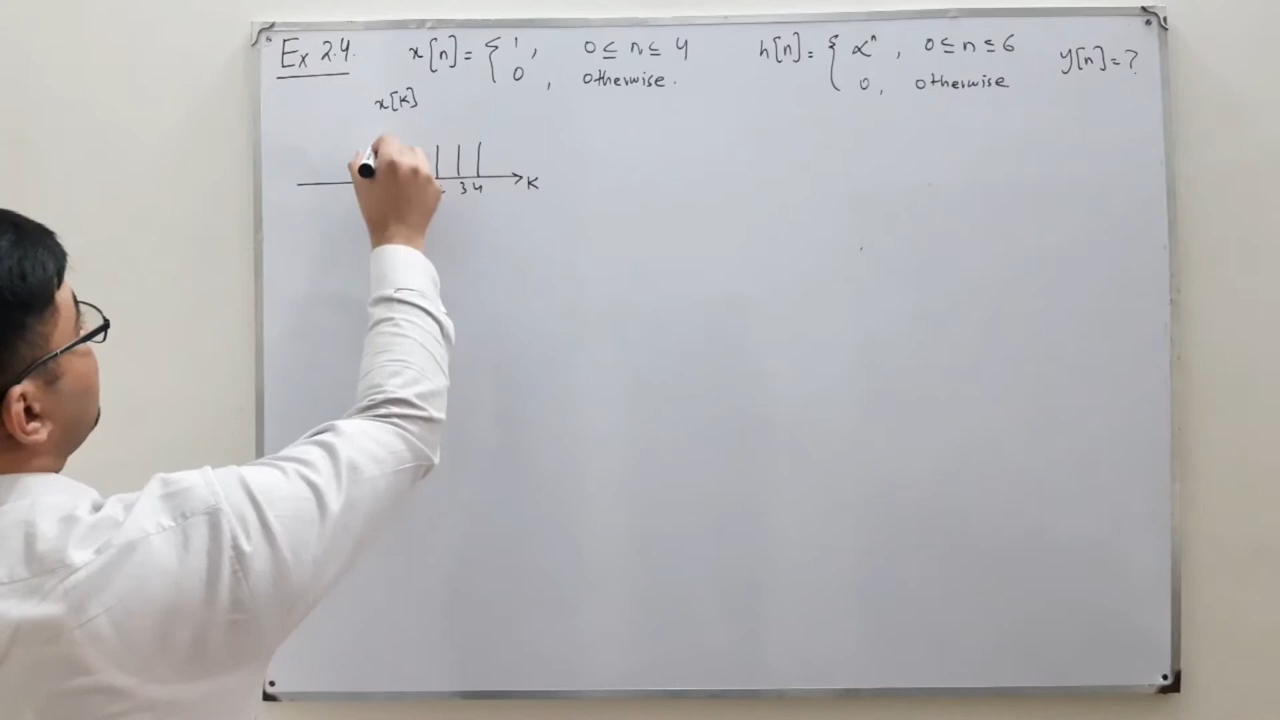 Ex 2.4. x[n] = { 1, 0 ≤ n ≤ 4 h[n] = { α^n, 0 ≤ n ≤ 6 y[n] = ?
0, otherwise. 0, otherwise
x[k]
3 4 k